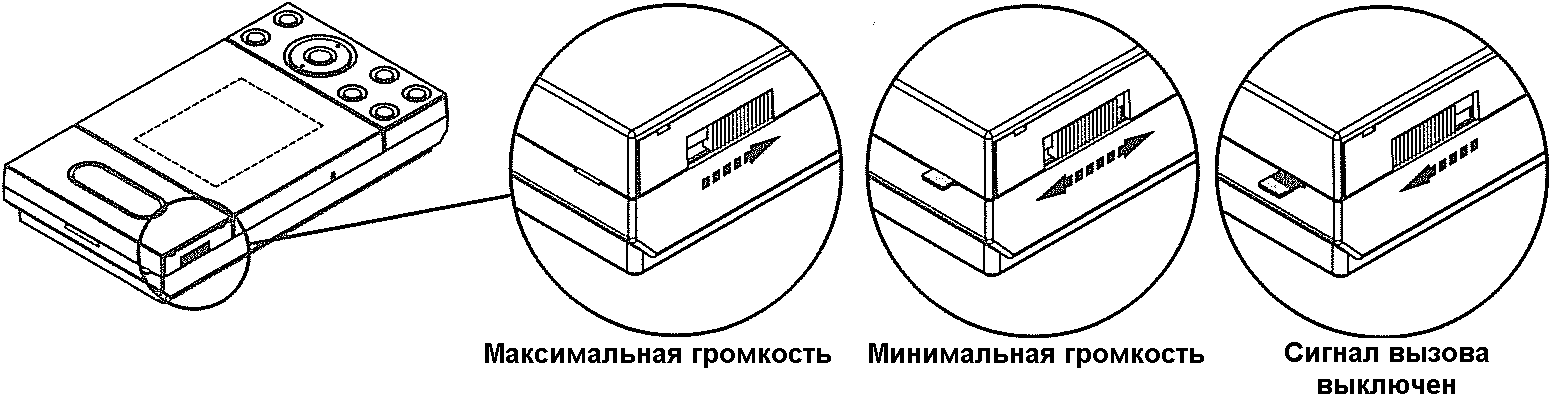 Максимальная громкость
Минимальная громкость
Сигнал вызова
выключен